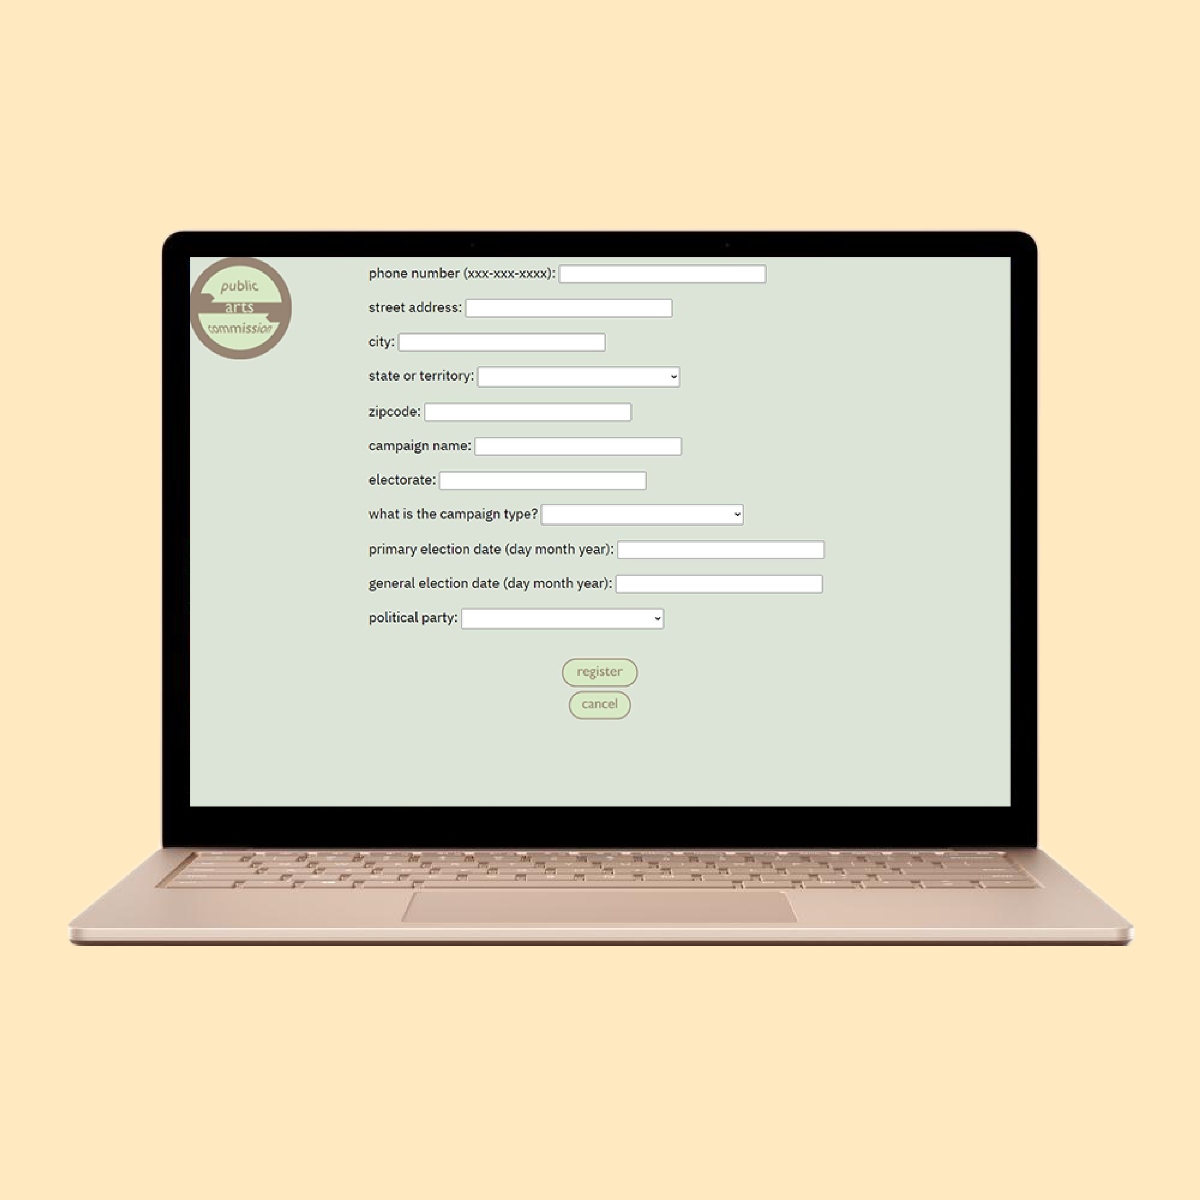 public
arts
commission
phone number (xxx-xxx-xxxx):
street address:
city:
state or territory:
zipcode:
campaign name:
electorate:
what is the campaign type?
primary election date (day month year):
general election date (day month year):
political party:
register
cancel